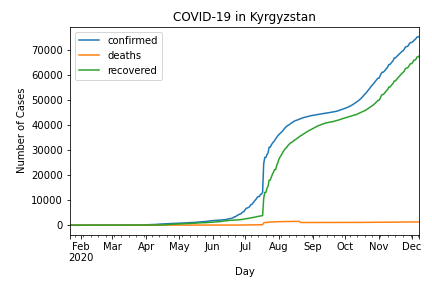 COVID-19 in Kyrgyzstan
confirmed
deaths
recovered
Number of Cases
70000
60000
50000
40000
30000
20000
10000
0
Feb Mar Apr May Jun Jul Aug Sep Oct Nov Dec
2020
Day